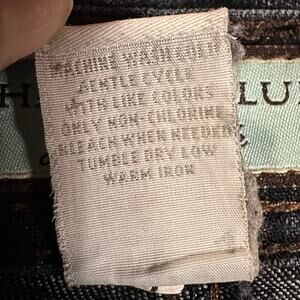 MACHINE WASH COLD
GENTLE CYCLE
WITH LIKE COLORS
ONLY NON-CHLORINE
BLEACH WHEN NEEDED
TUMBLE DRY LOW
WARM IRON